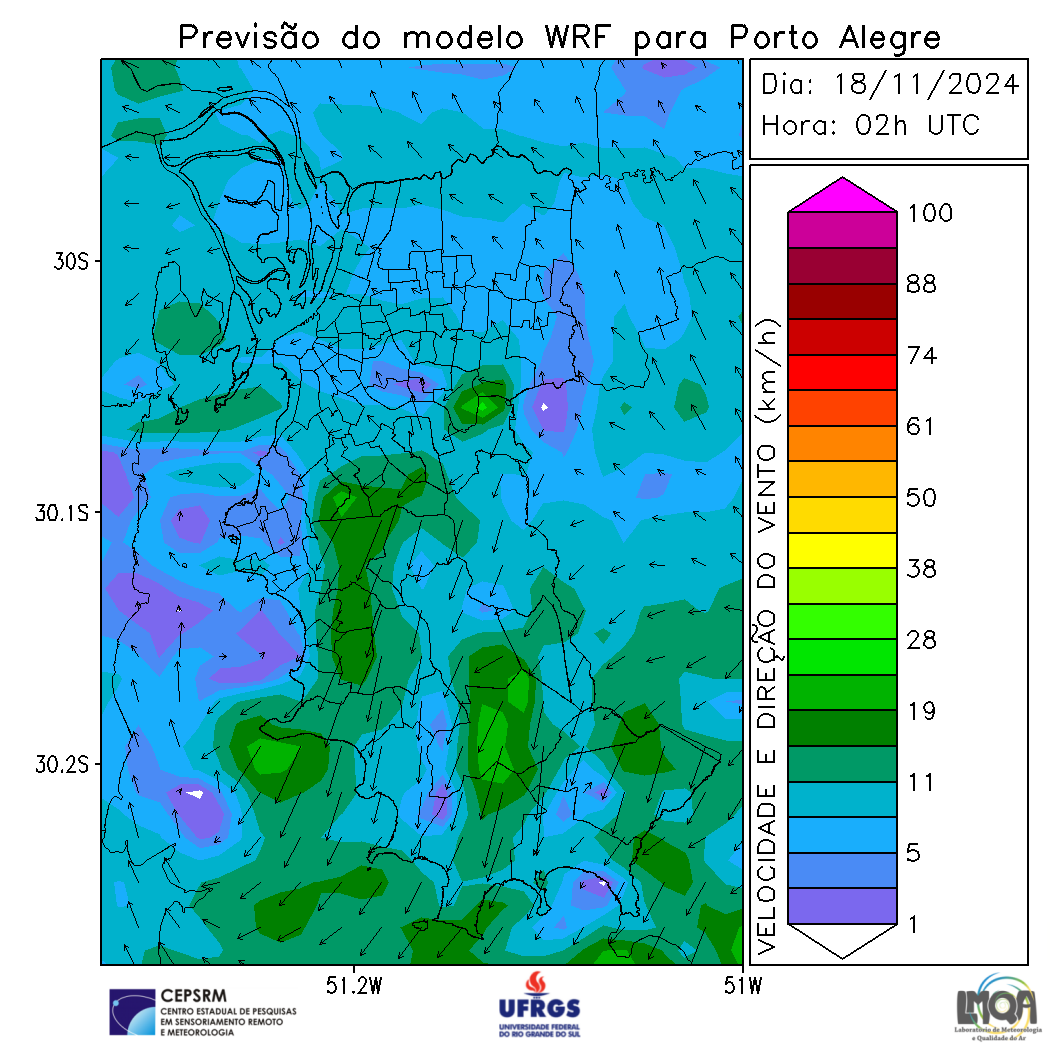 Previsão do modelo WRF para Porto Alegre
Dia: 18/11/2024
Hora: 02h UTC
30S
30.1S
30.2S
51.2W
51W
VELOCIDADE E DIREÇÃO DO VENTO (km/h)
100
88
74
61
50
38
28
19
11
5
1
CEPSRM
CENTRO ESTADUAL DE PESQUISAS
EM SENSORIAMENTO REMOTO
E METEOROLOGIA
UFRGS
UNIVERSIDADE FEDERAL
DO RIO GRANDE DO SUL
LMQA
Laboratório de Meteorologia
e Qualidade do Ar